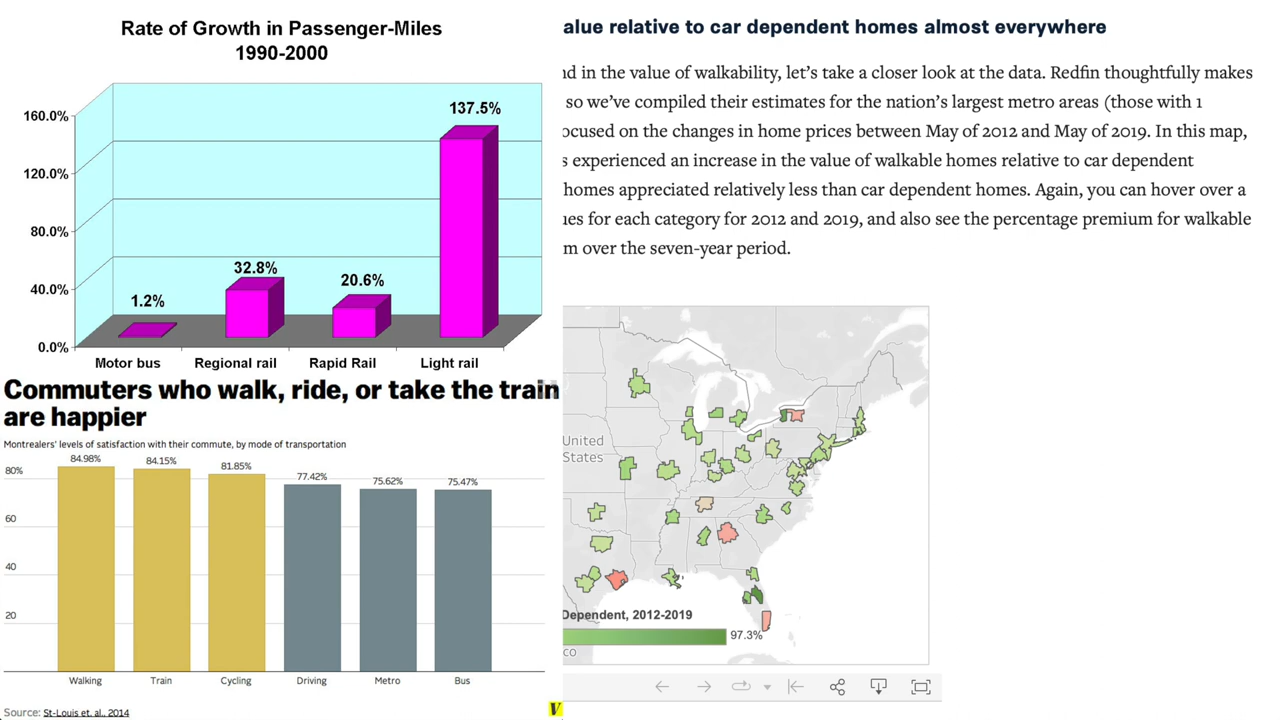 Rate of Growth in Passenger-Miles
1990-2000
160.0%
120.0%
80.0%
40.0%
0.0%
1.2%
32.8%
20.6%
137.5%
Motor bus
Regional rail
Rapid Rail
Light rail
Commuters who walk, ride, or take the train
are happier
Montrealers' levels of satisfaction with their commute, by mode of transportation
80%
60
40
20
84.98%
84.15%
81.85%
77.42%
75.62%
75.47%
Walking
Train
Cycling
Driving
Metro
Bus
Source: St-Louis et. al., 2014
V
alue relative to car dependent homes almost everywhere
nd in the value of walkability, let's take a closer look at the data. Redfin thoughtfully makes
so we've compiled their estimates for the nation's largest metro areas (those with 1
ocused on the changes in home prices between May of 2012 and May of 2019. In this map,
s experienced an increase in the value of walkable homes relative to car dependent
homes appreciated relatively less than car dependent homes. Again, you can hover over a
ues for each category for 2012 and 2019, and also see the percentage premium for walkable
m over the seven-year period.
United
States
Dependent, 2012-2019
97.3%
co